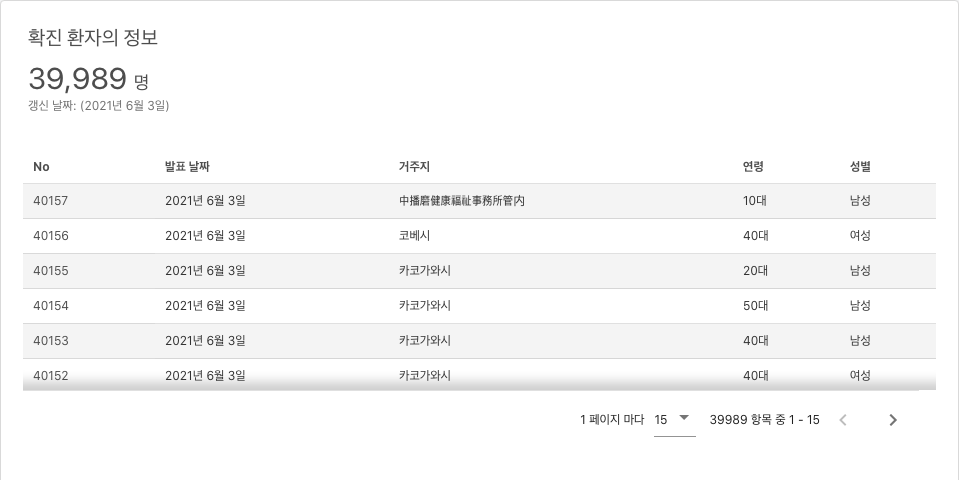 확진 환자의 정보
39,989 명
갱신 날짜: (2021년 6월 3일)
No 발표 날짜 거주지 연령 성별
40157 2021년 6월 3일 中播磨健康福祉事務所管内 10대 남성
40156 2021년 6월 3일 코베시 40대 여성
40155 2021년 6월 3일 카코가와시 20대 남성
40154 2021년 6월 3일 카코가와시 50대 남성
40153 2021년 6월 3일 카코가와시 40대 남성
40152 2021년 6월 3일 카코가와시 40대 여성
1 페이지 마다 15 39989 항목 중 1 - 15